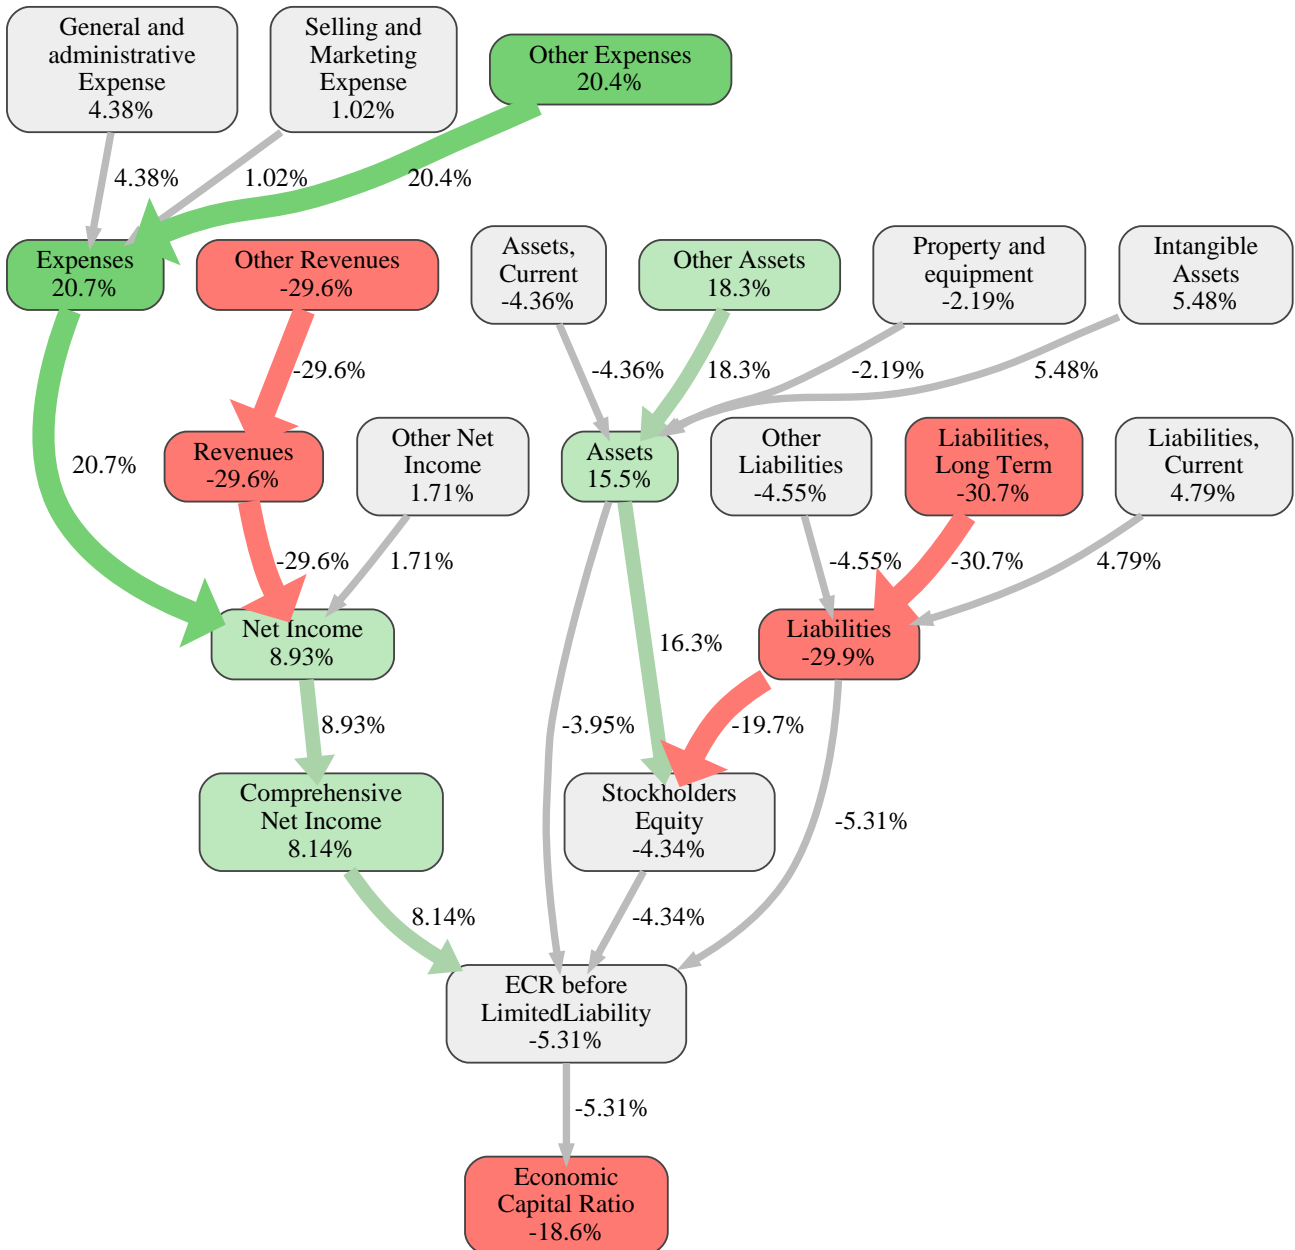 General and
administrative
Expense
4.38%
Selling and
Marketing
Expense
1.02%
Other Expenses
20.4%
4.38%
1.02%
20.4%
Expenses
20.7%
Other Revenues
-29.6%
Assets,
Current
-4.36%
Other Assets
18.3%
Property and
equipment
-2.19%
Intangible
Assets
5.48%
-29.6%
-4.36%
18.3%
-2.19%
5.48%
20.7%
Revenues
-29.6%
Other Net
Income
1.71%
Assets
15.5%
Other
Liabilities
-4.55%
Liabilities,
Long Term
-30.7%
Liabilities,
Current
4.79%
-29.6%
1.71%
-4.55%
-30.7%
4.79%
Net Income
8.93%
16.3%
Liabilities
-29.9%
8.93%
-3.95%
-19.7%
Comprehensive
Net Income
8.14%
Stockholders
Equity
-4.34%
-5.31%
8.14%
-4.34%
ECR before
LimitedLiability
-5.31%
-5.31%
Economic
Capital Ratio
-18.6%